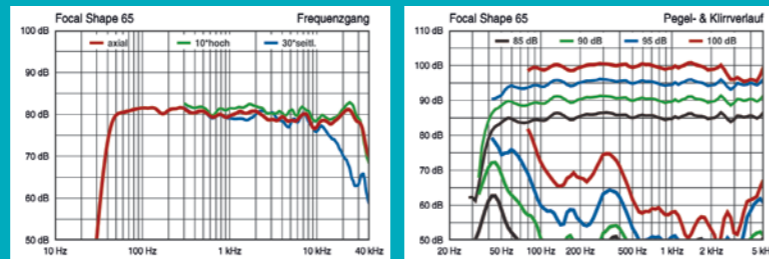 Focal Shape 65 Frequenzgang
100 dB
axial 10°hoch 30°seitl.
90 dB
80 dB
70 dB
60 dB
50 dB
10 Hz 100 Hz 1 kHz 10 kHz 40 kHz
Focal Shape 65 Pegel- & Klirrverlauf
110 dB
85 dB 90 dB 95 dB 100 dB
100 dB
90 dB
80 dB
70 dB
60 dB
50 dB
20 Hz 50 Hz 100 Hz 500 Hz 1 kHz 2 kHz 5 kHz